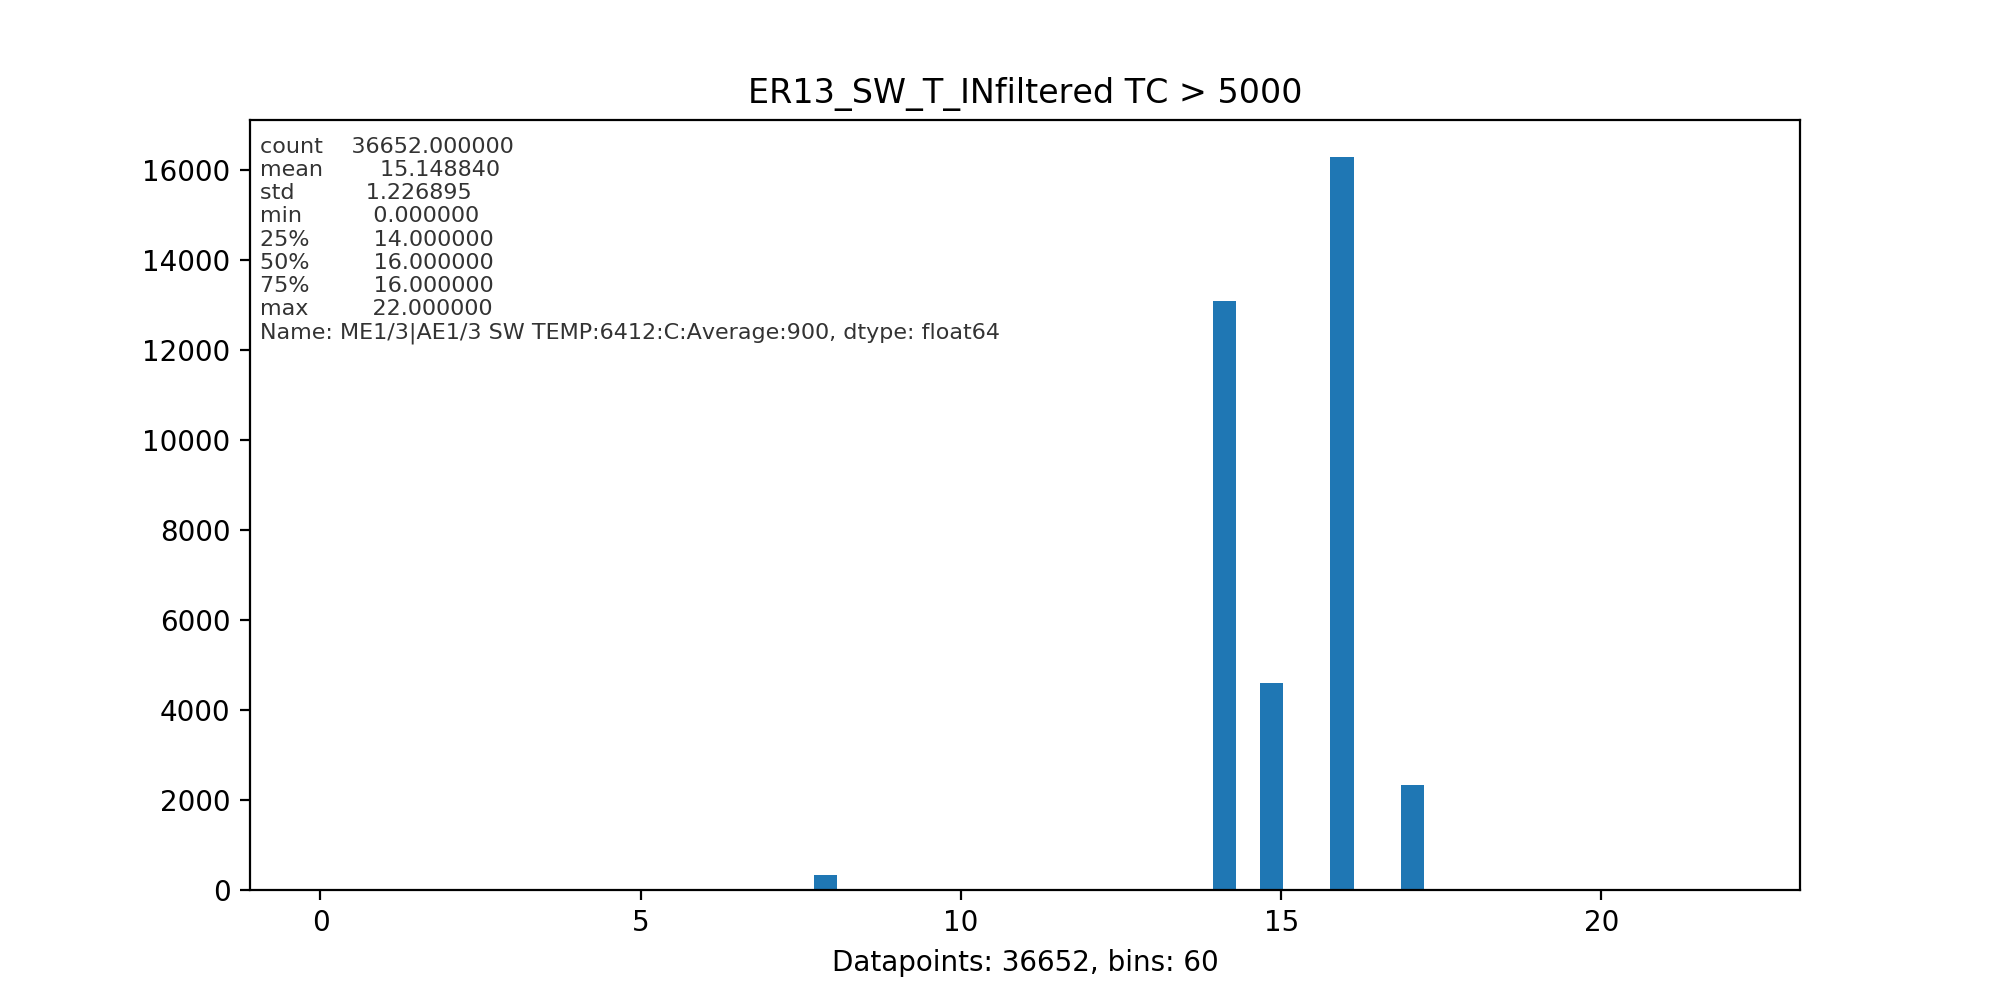 ER13_SW_T_INfiltered TC > 5000
count 36652.000000
mean 15.148840
std 1.226895
min 0.000000
25% 14.000000
50% 16.000000
75% 16.000000
max 22.000000
Name: ME1/3|AE1/3 SW TEMP:6412:C:Average:900, dtype: float64
16000
14000
12000
10000
8000
6000
4000
2000
0
0 5 10 15 20
Datapoints: 36652, bins: 60